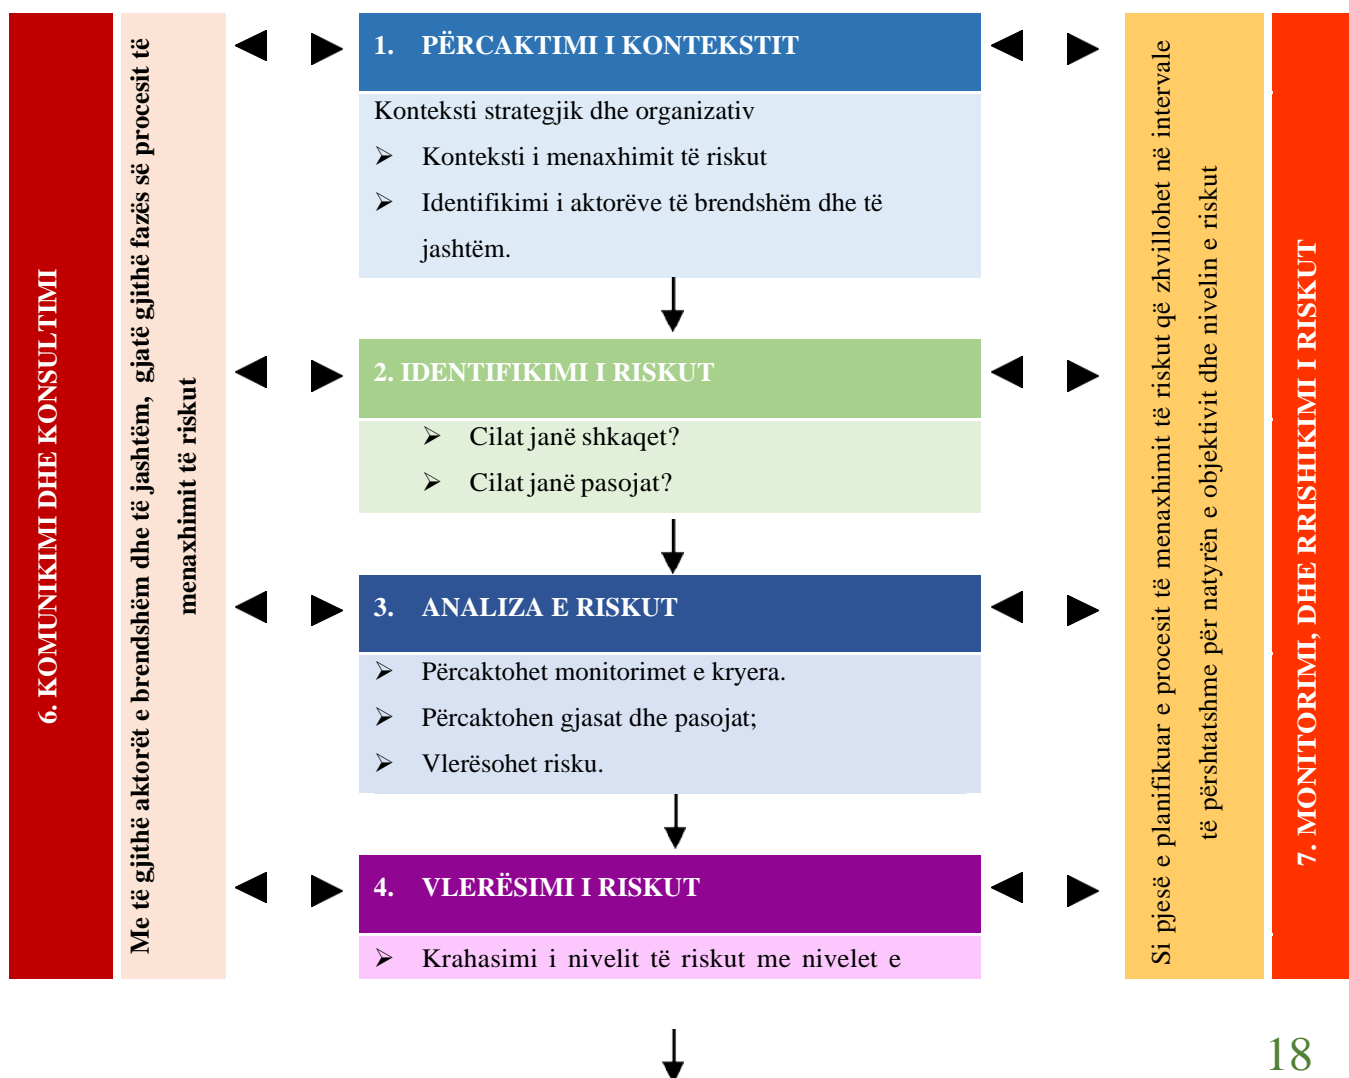 6. KOMUNIKIMI DHE KONSULTIMI
Me të gjithë aktorët e brendshëm dhe të jashtëm, gjatë gjithë fazës së procesit të
menaxhimit të riskut
1. PËRCAKTIMI I KONTEKSTIT
Konteksti strategjik dhe organizativ
➢ Konteksti i menaxhimit të riskut
➢ Identifikimi i aktorëve të brendshëm dhe të
jashtëm.
2. IDENTIFIKIMI I RISKUT
➢ Cilat janë shkaqet?
➢ Cilat janë pasojat?
3. ANALIZA E RISKUT
➢ Përcaktohet monitorimet e kryera.
➢ Përcaktohen gjasat dhe pasojat;
➢ Vlerësohet risku.
4. VLERËSIMI I RISKUT
➢ Krahasimi i nivelit të riskut me nivelet e
Si pjesë e planifikuar e procesit të menaxhimit të riskut që zhvillohet në intervale
të përshtatshme për natyrën e objektivit dhe nivelin e riskut
7. MONITORIMI, DHE RRISHIKIMI I RISKUT
18